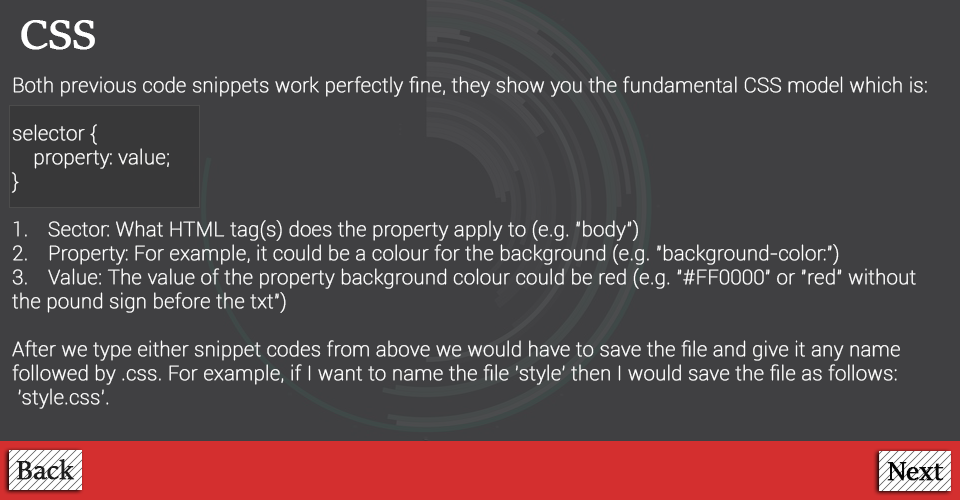 CSS
Both previous code snippets work perfectly fine, they show you the fundamental CSS model which is:
selector {
property: value;
}
1. Sector: What HTML tag(s) does the property apply to (e.g. "body")
2. Property: For example, it could be a colour for the background (e.g. "background-color:")
3. Value: The value of the property background colour could be red (e.g. "#FF0000" or "red" without
the pound sign before the txt")
After we type either snippet codes from above we would have to save the file and give it any name
followed by .css. For example, if I want to name the file 'style' then I would save the file as follows:
'style.css'.
Back
Next